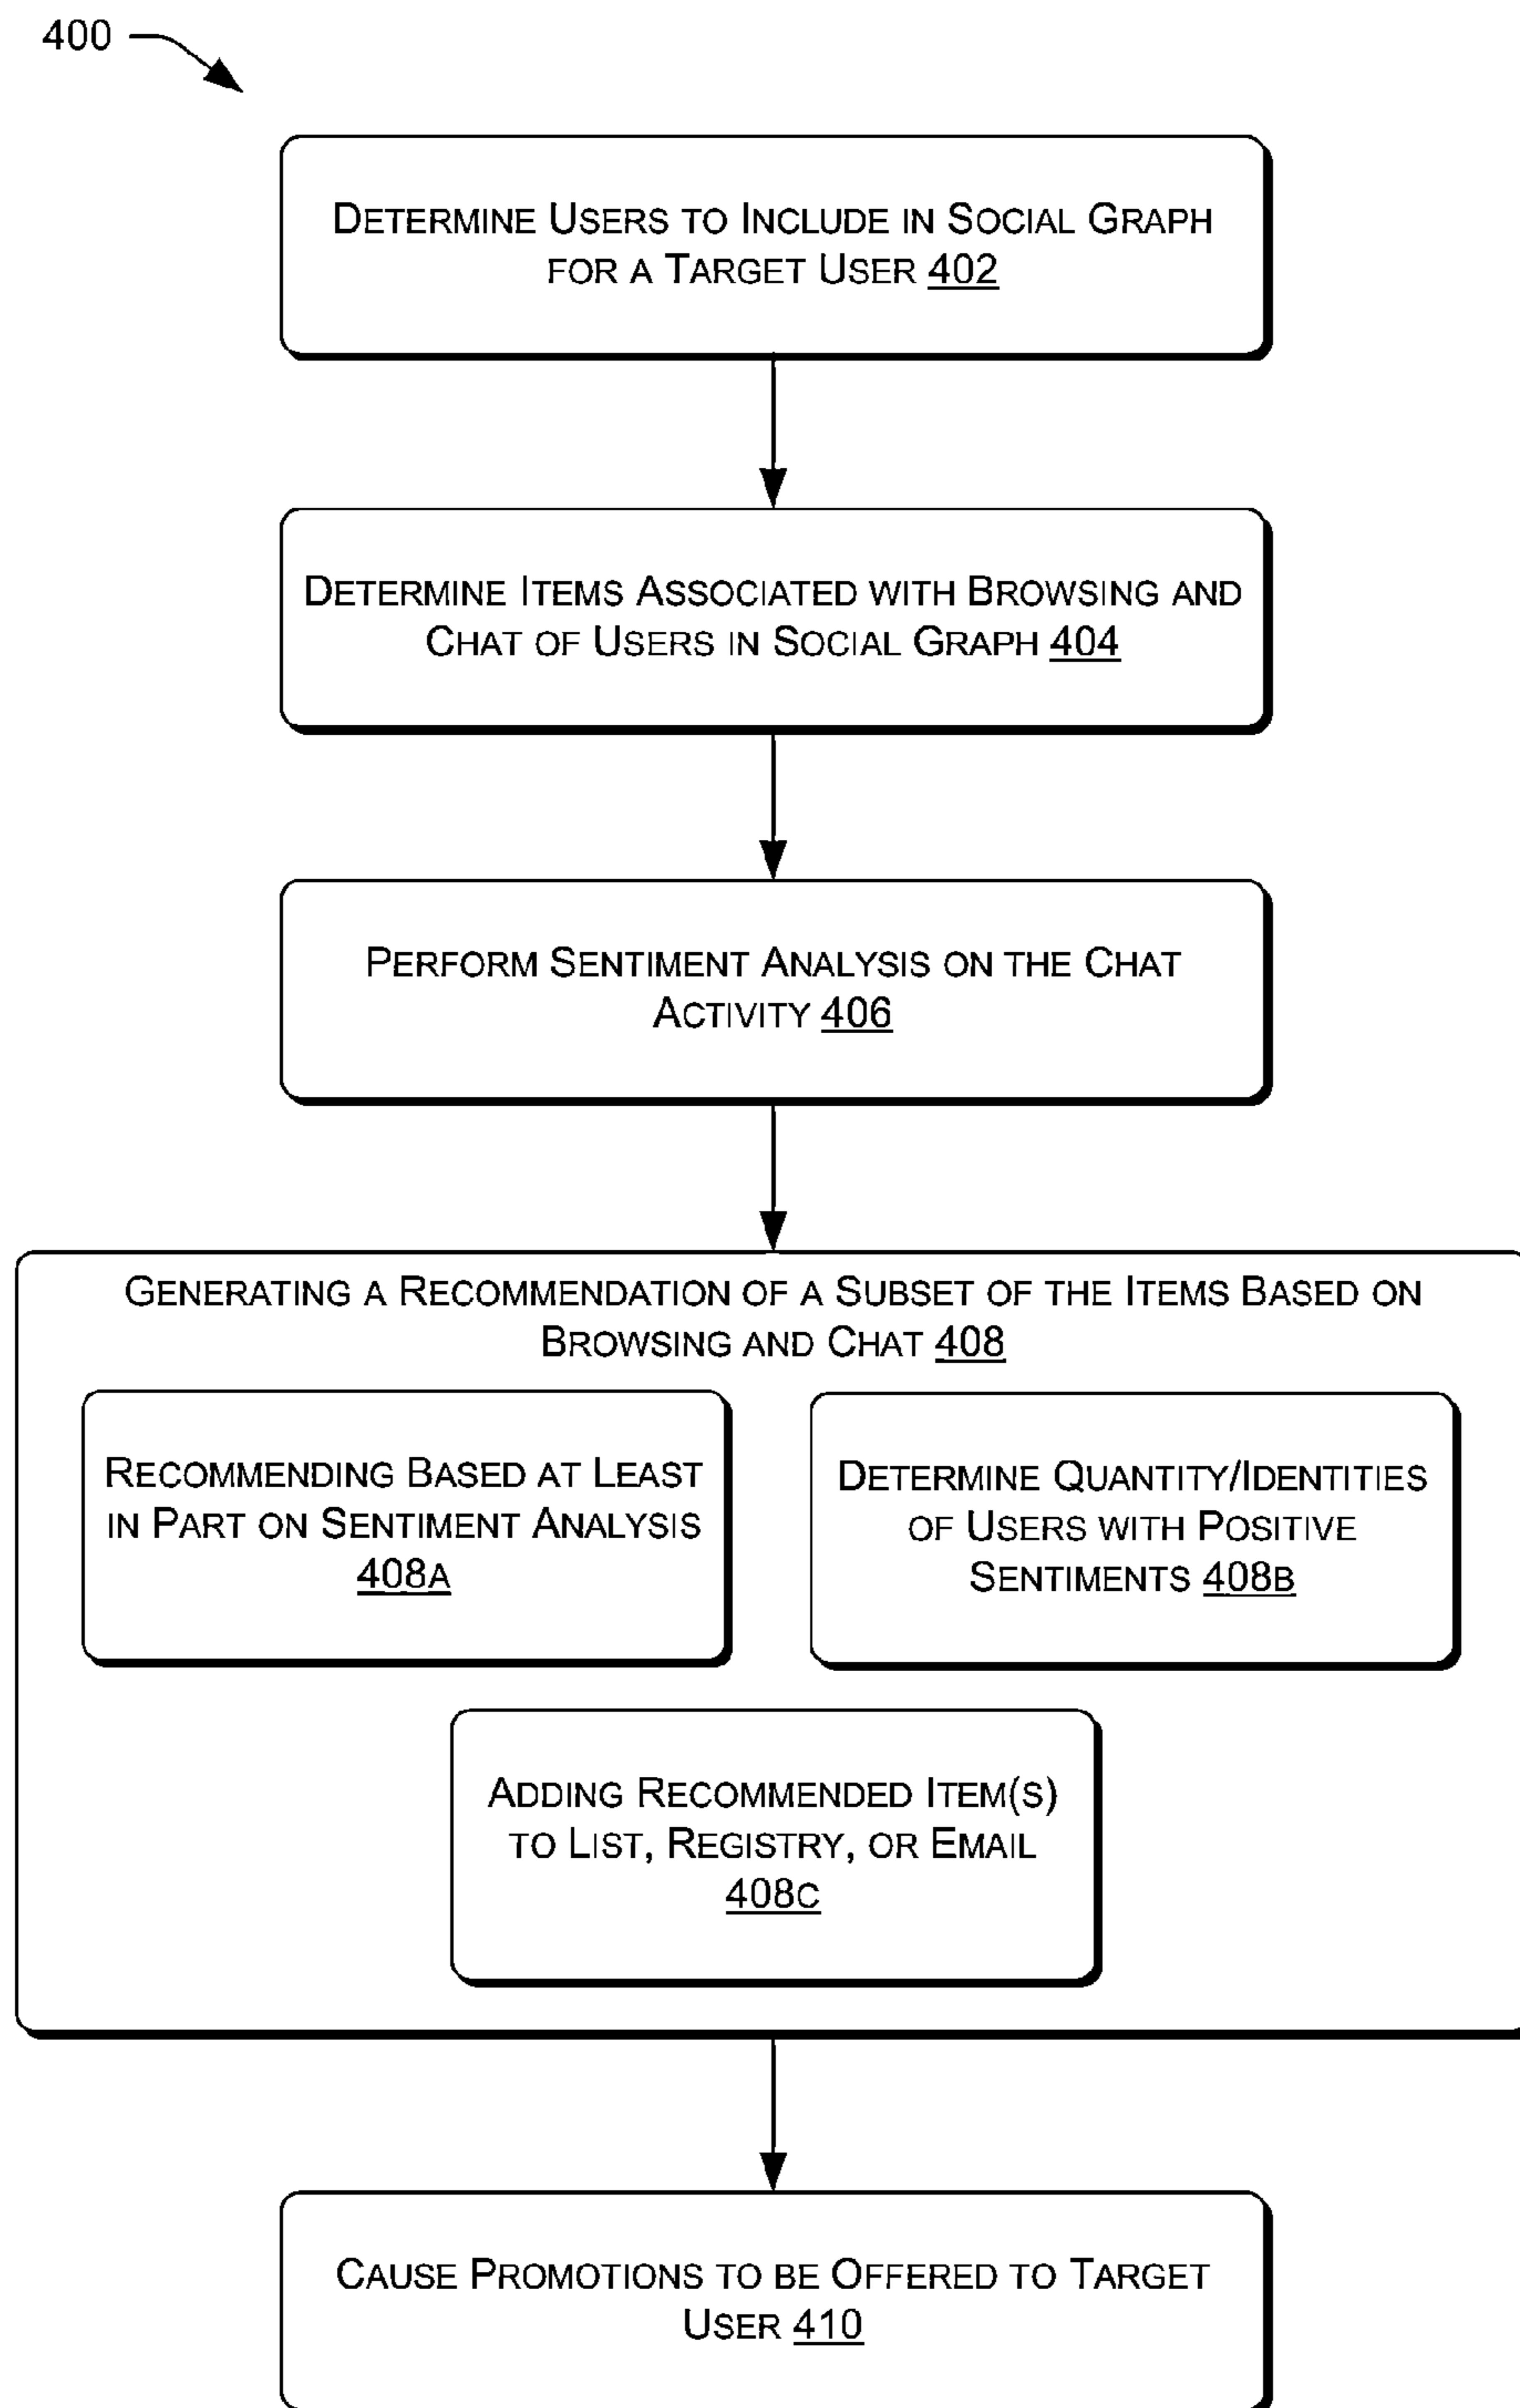 400
DETERMINE USERS TO INCLUDE IN SOCIAL GRAPH
FOR A TARGET USER 402
DETERMINE ITEMS ASSOCIATED WITH BROWSING AND
CHAT OF USERS IN SOCIAL GRAPH 404
PERFORM SENTIMENT ANALYSIS ON THE CHAT
ACTIVITY 406
GENERATING A RECOMMENDATION OF A SUBSET OF THE ITEMS BASED ON
BROWSING AND CHAT 408
RECOMMENDING BASED AT LEAST
IN PART ON SENTIMENT ANALYSIS
408A
DETERMINE QUANTITY/IDENTITIES
OF USERS WITH POSITIVE
SENTIMENTS 408B
ADDING RECOMMENDED ITEM(S)
TO LIST, REGISTRY, OR EMAIL
408C
CAUSE PROMOTIONS TO BE OFFERED TO TARGET
USER 410